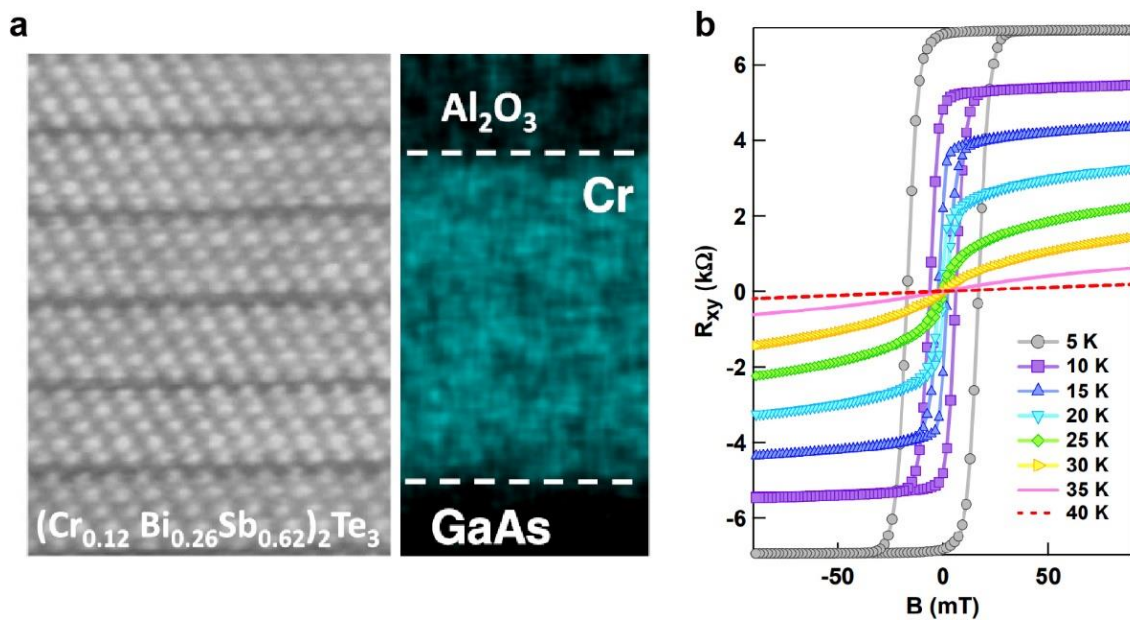 a
Al₂O₃
Cr
(Cr₀.₁₂ Bi₀.₂₆Sb₀.₆₂)₂Te₃
GaAs
b
6
4
2
0
-2
-4
-6
Rxy (kΩ)
5 K
10 K
15 K
20 K
25 K
30 K
35 K
40 K
-50
0
50
B (mT)